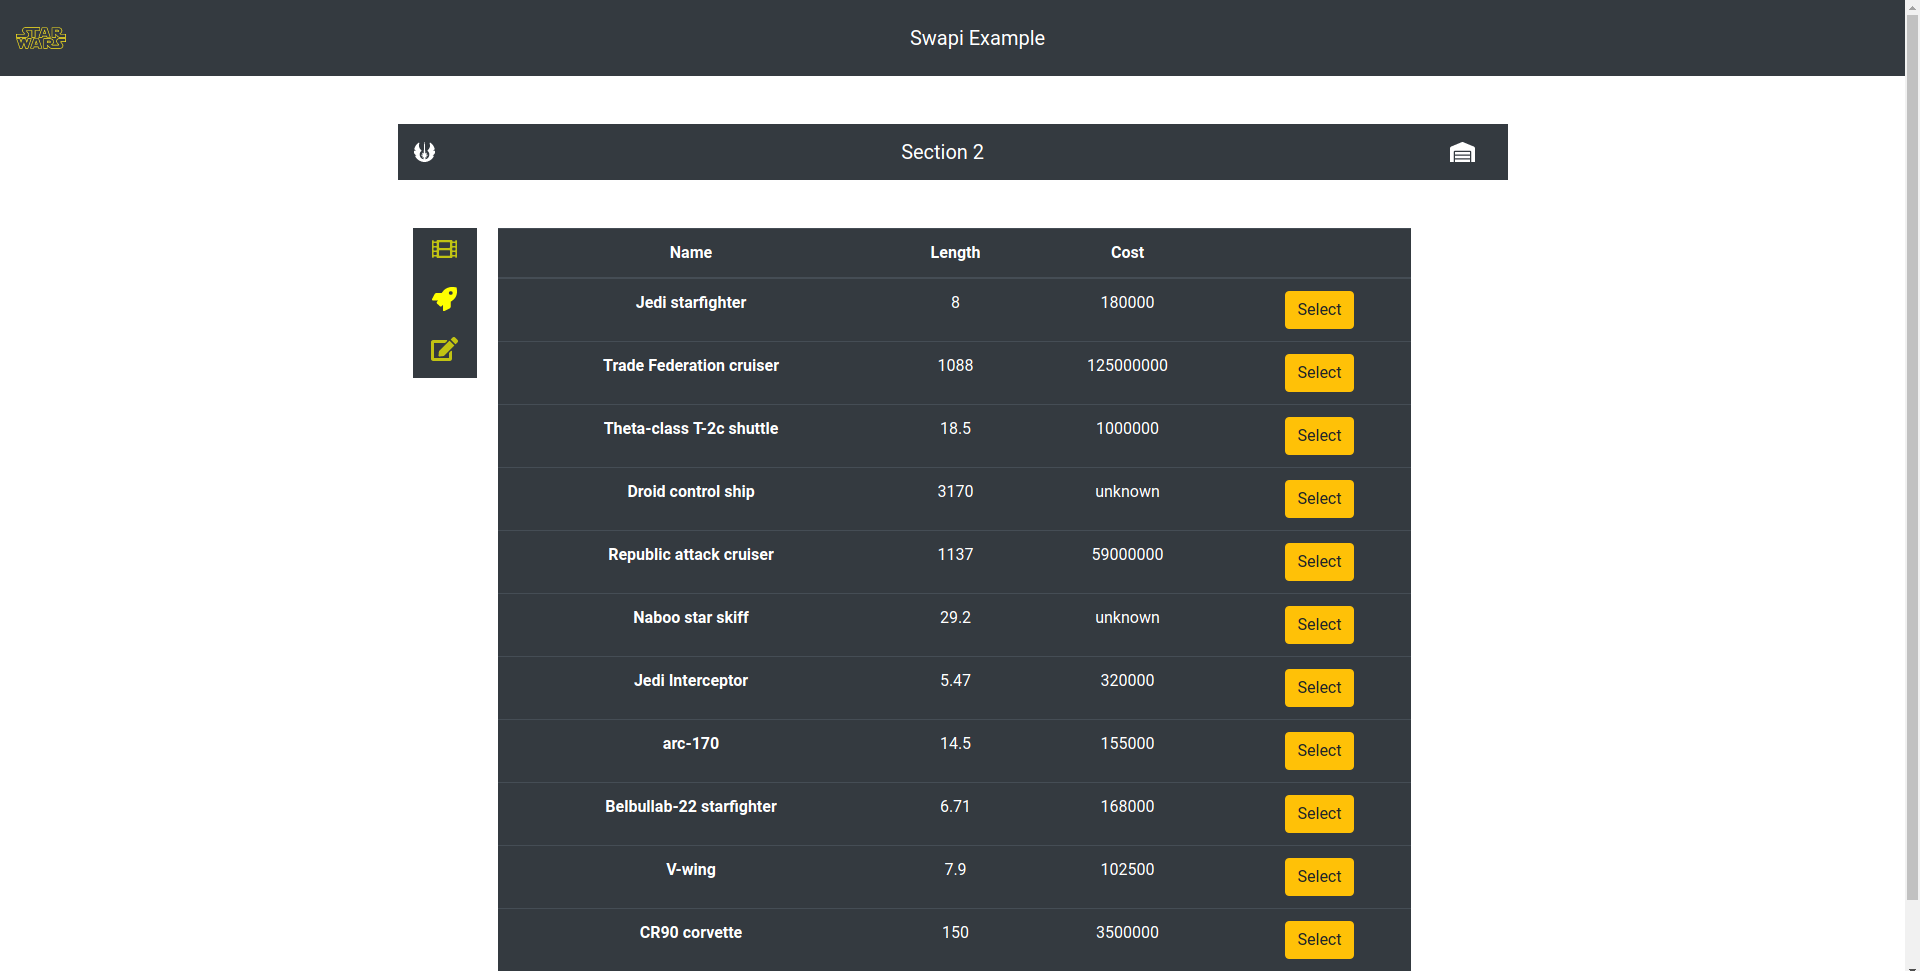 STAR
WARS
Swapi Example
Section 2
Name Length Cost
Jedi starfighter 8 180000 Select
Trade Federation cruiser 1088 125000000 Select
Theta-class T-2c shuttle 18.5 1000000 Select
Droid control ship 3170 unknown Select
Republic attack cruiser 1137 59000000 Select
Naboo star skiff 29.2 unknown Select
Jedi Interceptor 5.47 320000 Select
arc-170 14.5 155000 Select
Belbullab-22 starfighter 6.71 168000 Select
V-wing 7.9 102500 Select
CR90 corvette 150 3500000 Select